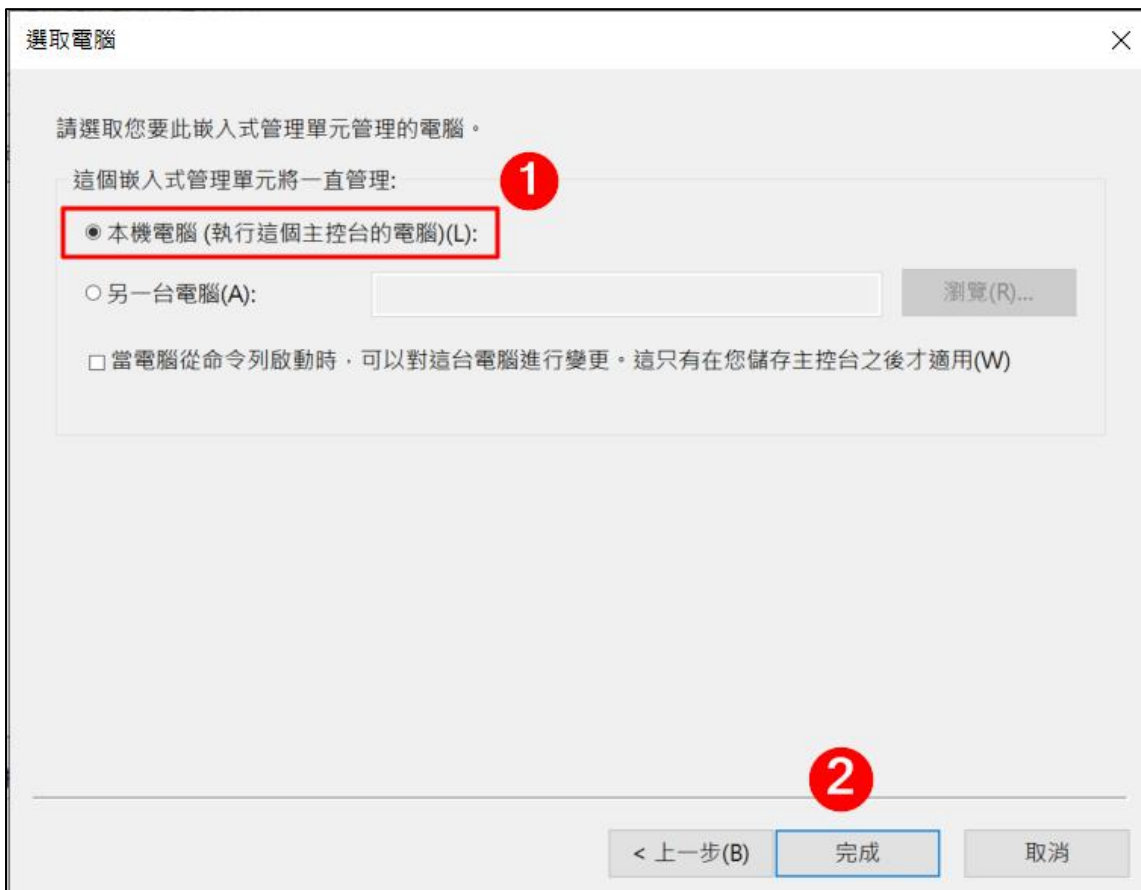 選取電腦
請選取您要此嵌入式管理單元管理的電腦。
這個嵌入式管理單元將一直管理:
1
本機電腦 (執行這個主控台的電腦)(L):
另一台電腦(A):
瀏覽(R)...
當電腦從命令列啟動時，可以對這台電腦進行變更。這只有在您儲存主控台之後才適用(W)
2
< 上一步(B)
完成
取消